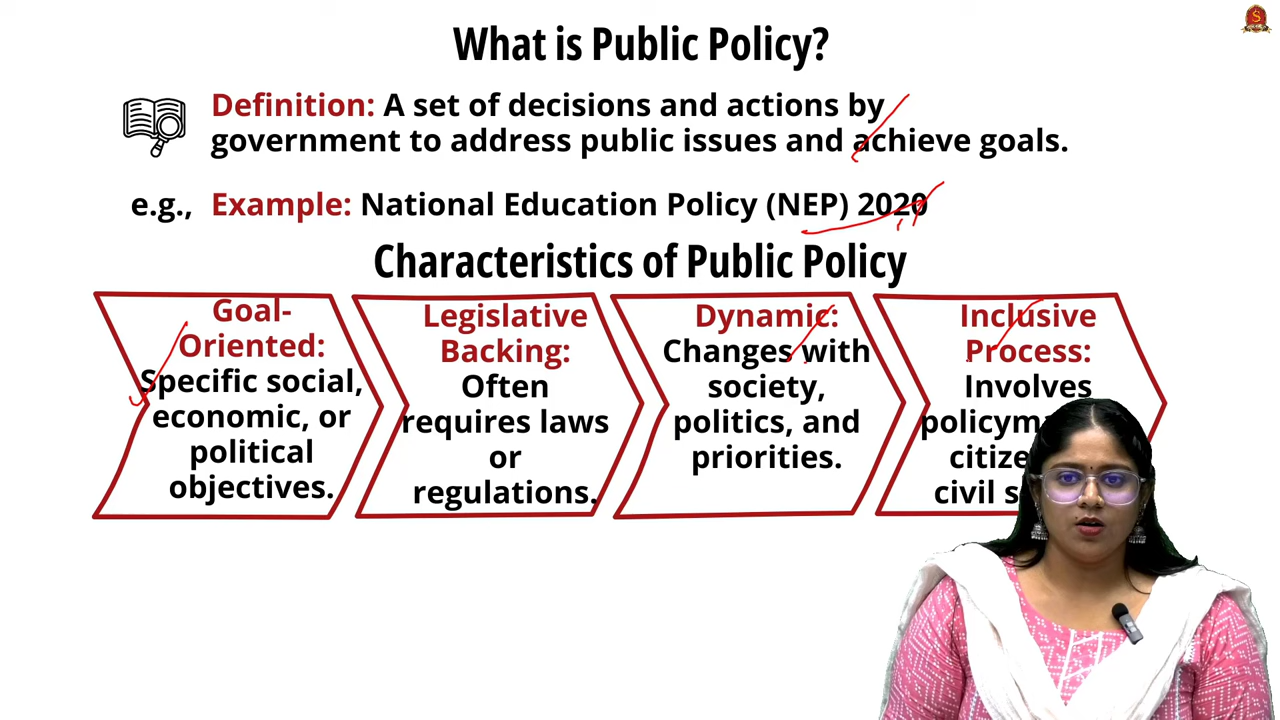 What is Public Policy?
Definition: A set of decisions and actions by
government to address public issues and achieve goals.
e.g., Example: National Education Policy (NEP) 2020
Characteristics of Public Policy
Goal-
Oriented:
Specific social,
economic, or
political
objectives.
Legislative
Backing:
Often
requires laws
or
regulations.
Dynamic:
Changes with
society,
politics, and
priorities.
Inclusive
Process:
Involves
civil